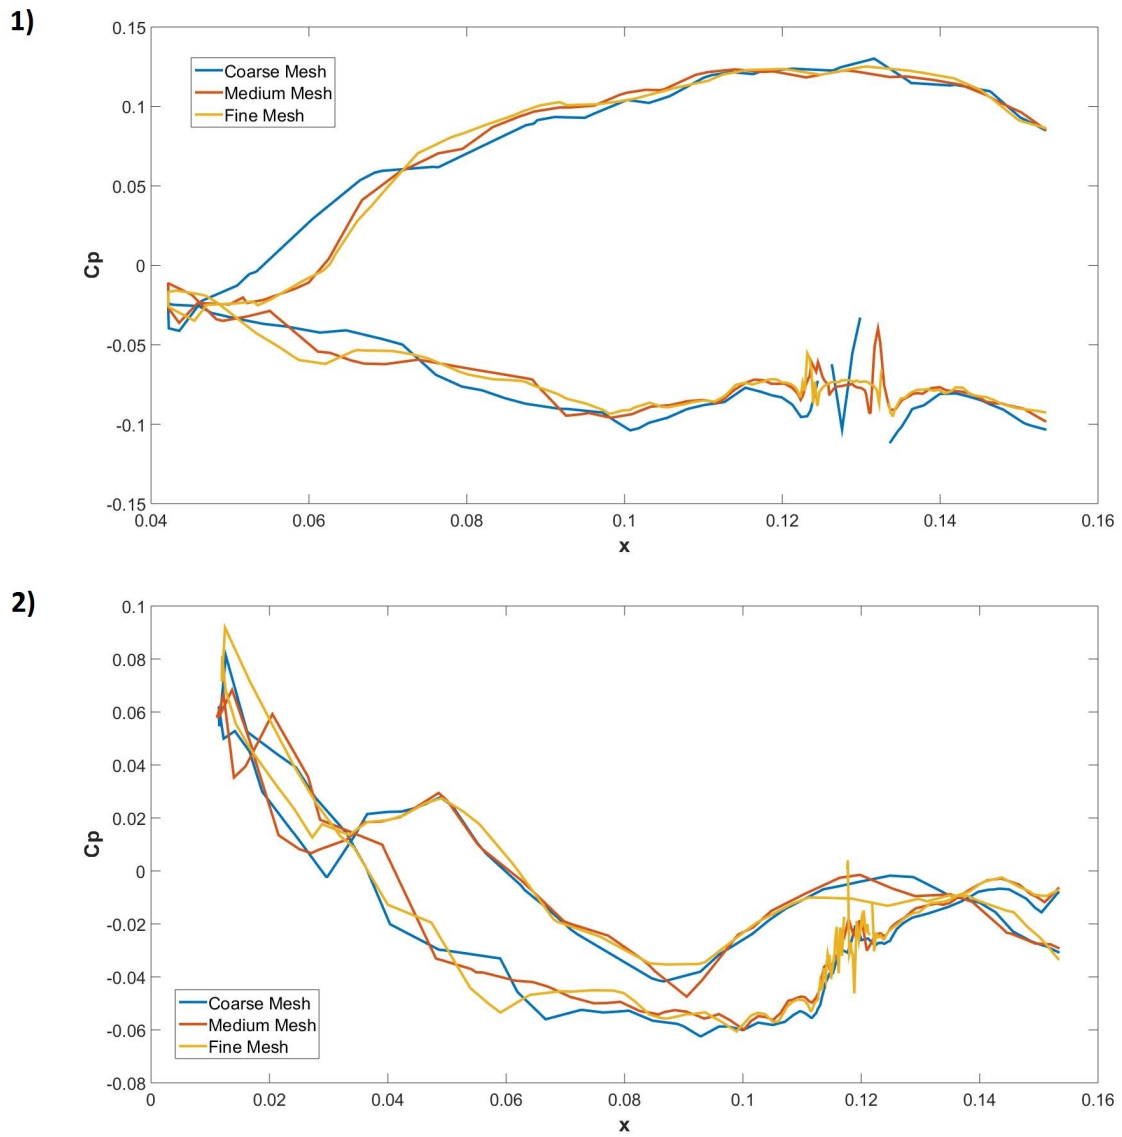 1)
0.15
0.1
0.05
0
-0.05
-0.1
-0.15
Cp
Coarse Mesh
Medium Mesh
Fine Mesh
0.04 0.06 0.08 0.1 0.12 0.14 0.16
x
2)
0.1
0.08
0.06
0.04
0.02
0
-0.02
-0.04
-0.06
-0.08
Cp
Coarse Mesh
Medium Mesh
Fine Mesh
0 0.02 0.04 0.06 0.08 0.1 0.12 0.14 0.16
x